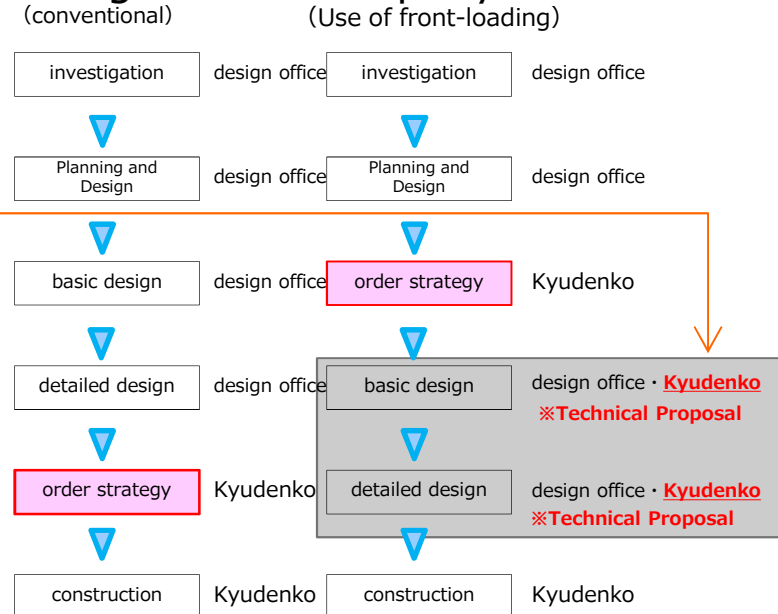 (conventional)
(Use of front-loading)
investigation
design office
investigation
design office
Planning and
Design
design office
Planning and
Design
design office
basic design
design office
order strategy
Kyudenko
detailed design
design office
basic design
design office・Kyudenko
※Technical Proposal
order strategy
Kyudenko
detailed design
design office・Kyudenko
※Technical Proposal
construction
Kyudenko
construction
Kyudenko